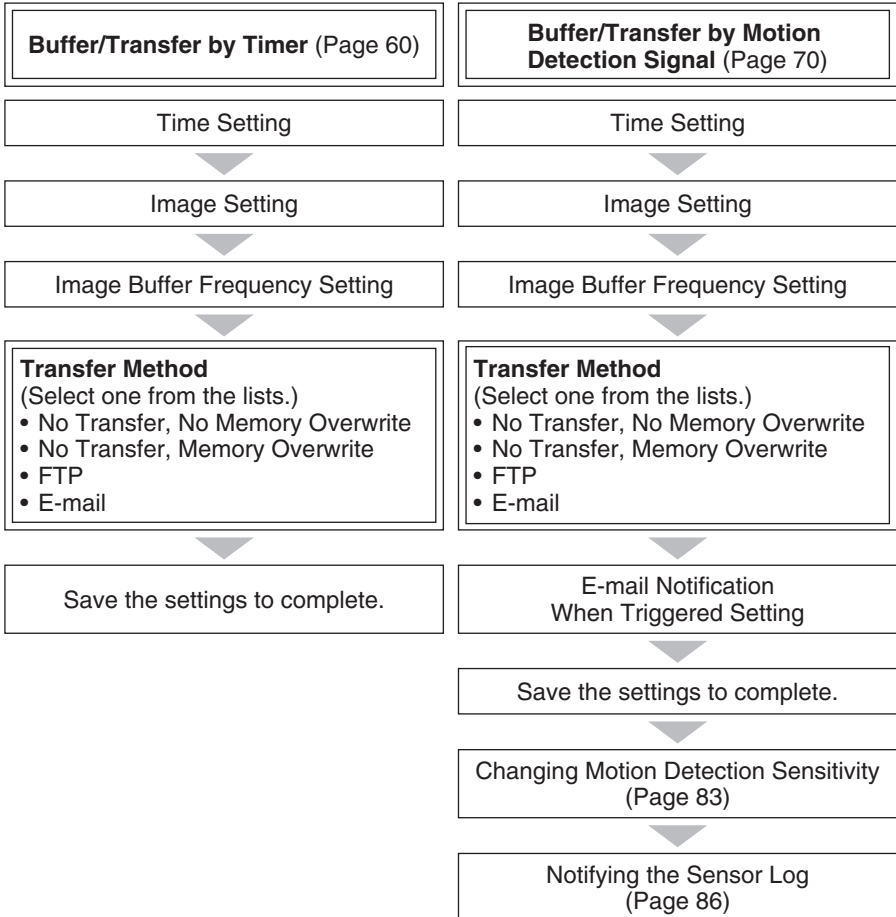 Buffer/Transfer by Timer (Page 60)
Time Setting
Image Setting
Image Buffer Frequency Setting
Transfer Method
(Select one from the lists.)
• No Transfer, No Memory Overwrite
• No Transfer, Memory Overwrite
• FTP
• E-mail
Save the settings to complete.
Buffer/Transfer by Motion
Detection Signal (Page 70)
Time Setting
Image Setting
Image Buffer Frequency Setting
Transfer Method
(Select one from the lists.)
• No Transfer, No Memory Overwrite
• No Transfer, Memory Overwrite
• FTP
• E-mail
E-mail Notification
When Triggered Setting
Save the settings to complete.
Changing Motion Detection Sensitivity
(Page 83)
Notifying the Sensor Log
(Page 86)